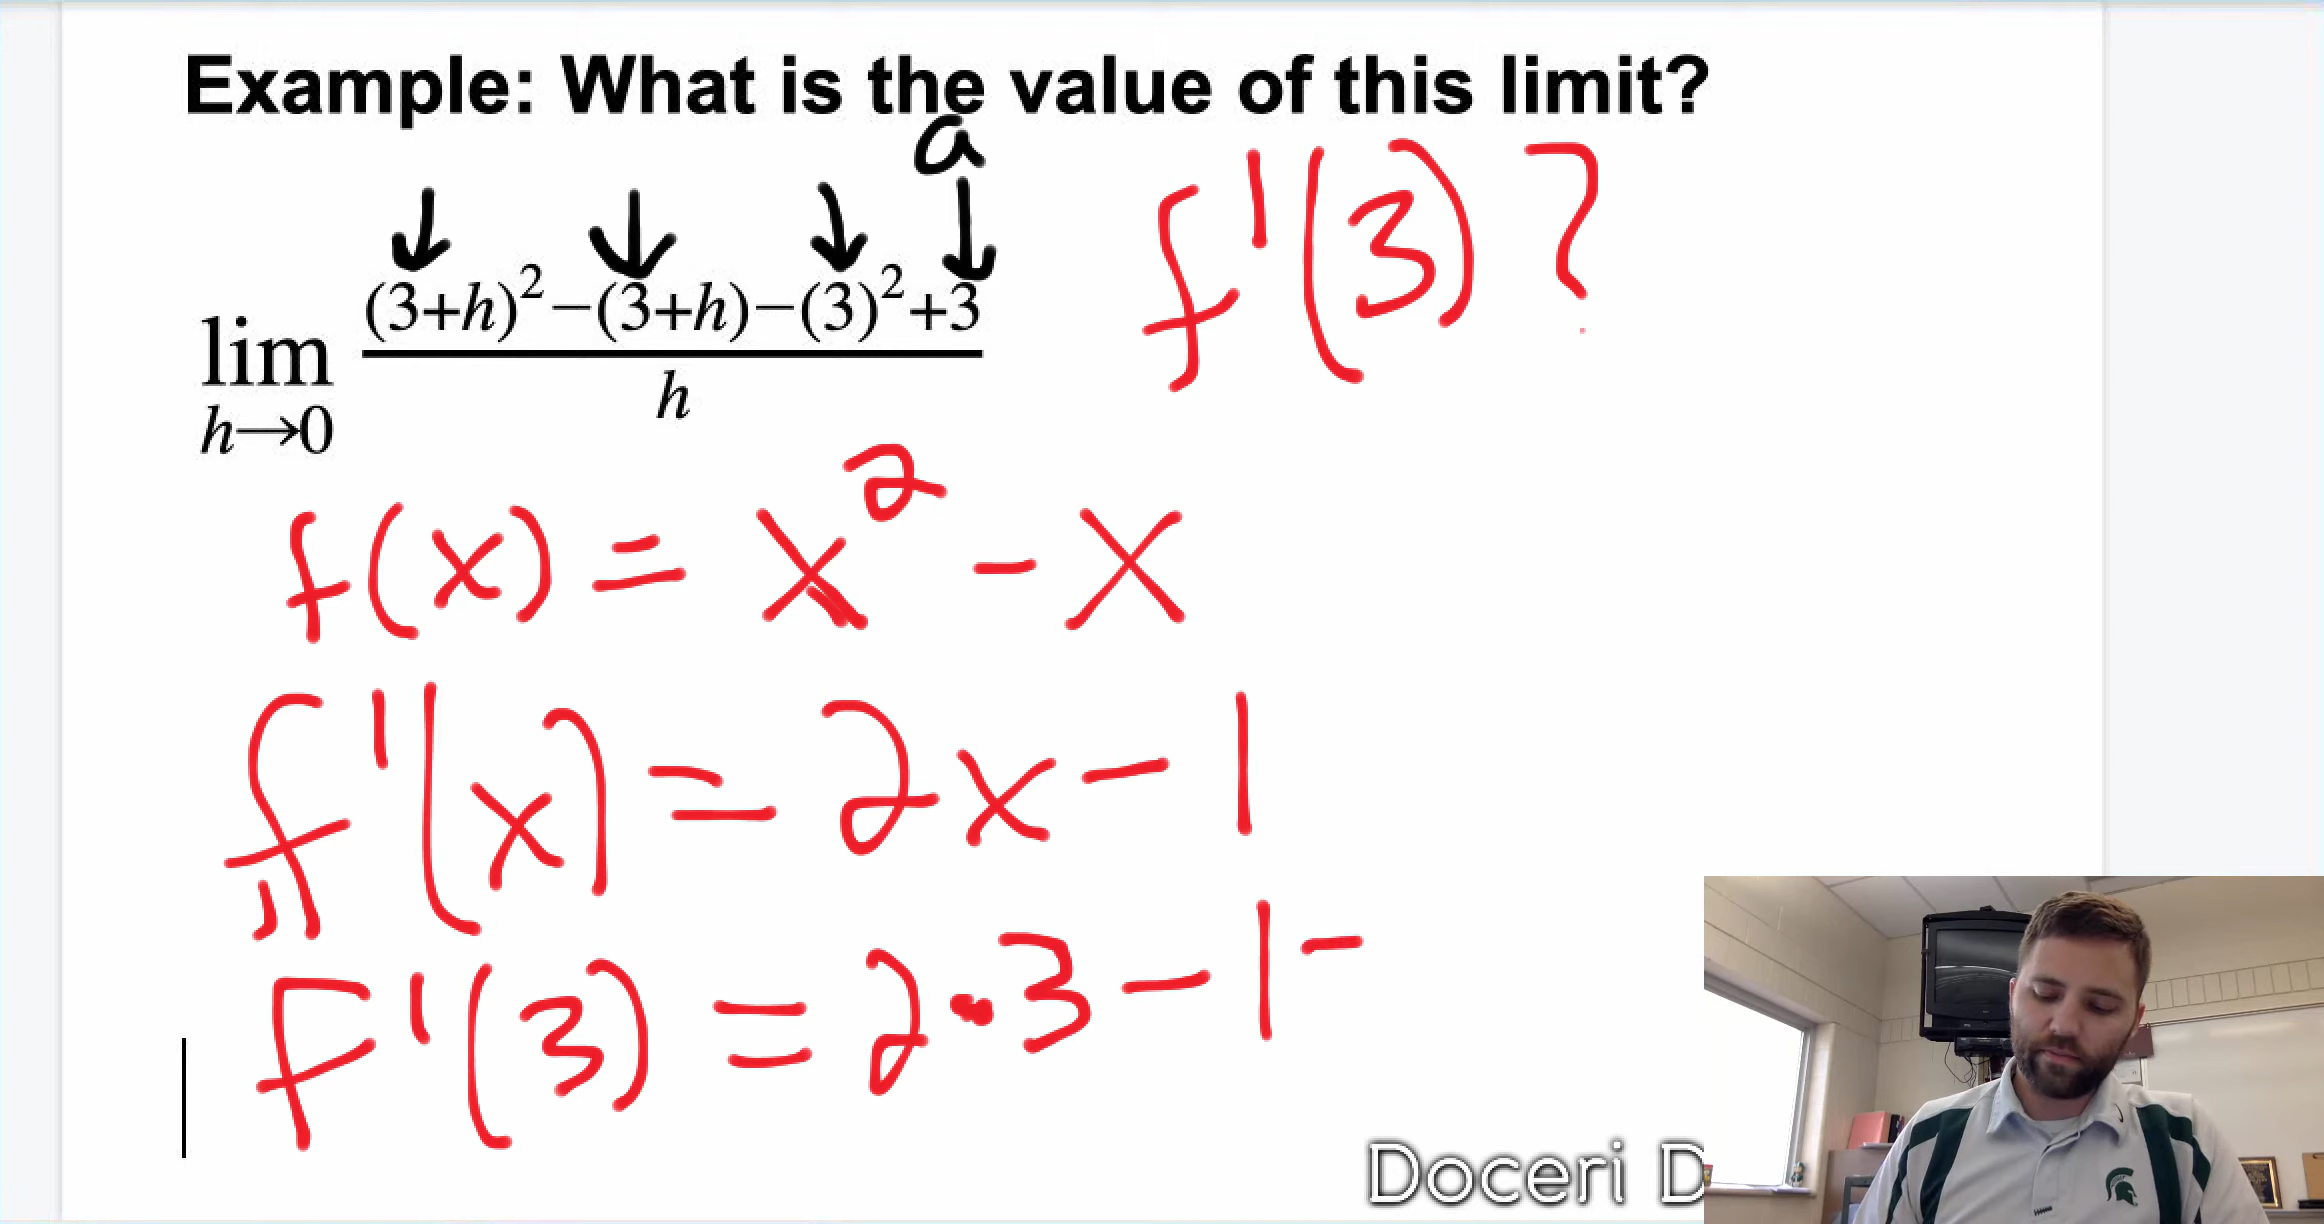 Example: What is the value of this limit?
a
lim h→0 (3+h)²−(3+h)−(3)²+3 / h
f'(3)?
f(x) = x² - x
f'(x) = 2x - 1
f'(3) = 2·3 - 1 -
Doceri D